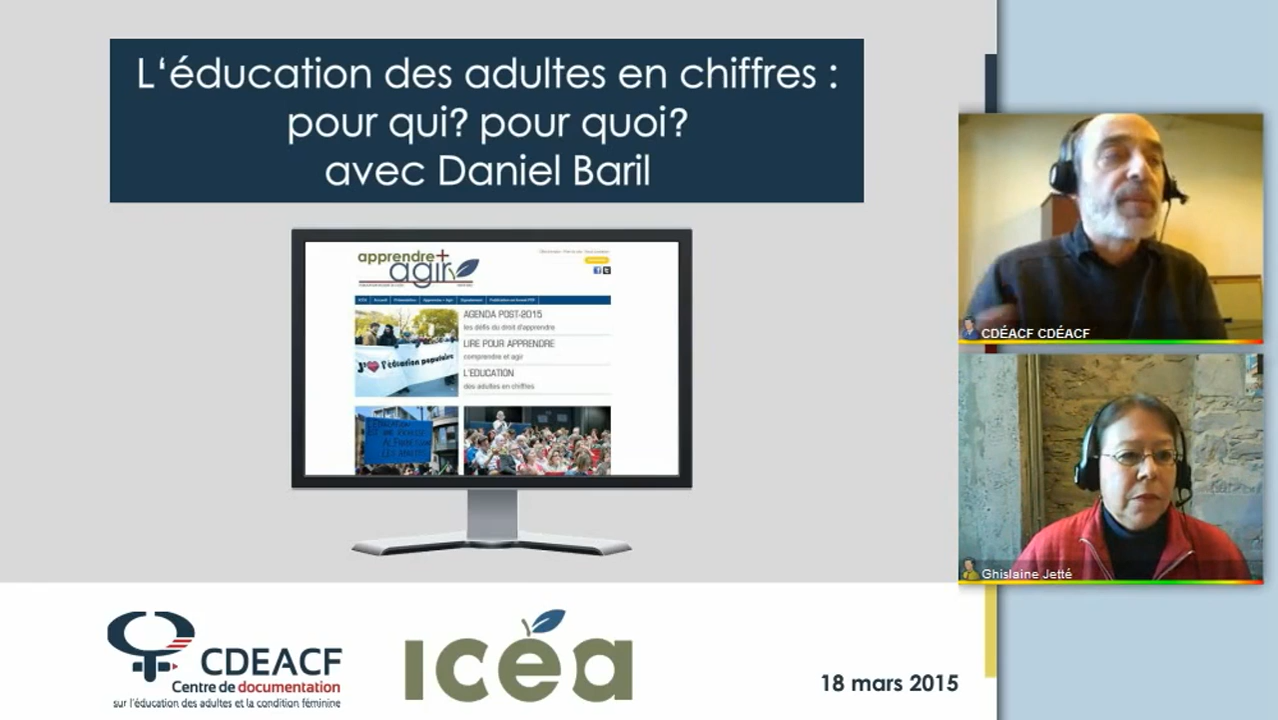 L‘éducation des adultes en chiffres :
pour qui? pour quoi?
avec Daniel Baril
apprendre+
agir
AGENDA POST-2015
les défis du droit d'apprendre
LIRE POUR APPRENDRE
comprendre et agir
L'EDUCATION
des adultes en chiffres
J' l'éducation populaire
CDÉACF CDÉACF
Ghislaine Jetté
CDEACF
Centre de documentation
sur l'éducation des adultes et la condition féminine
ıcéa
18 mars 2015